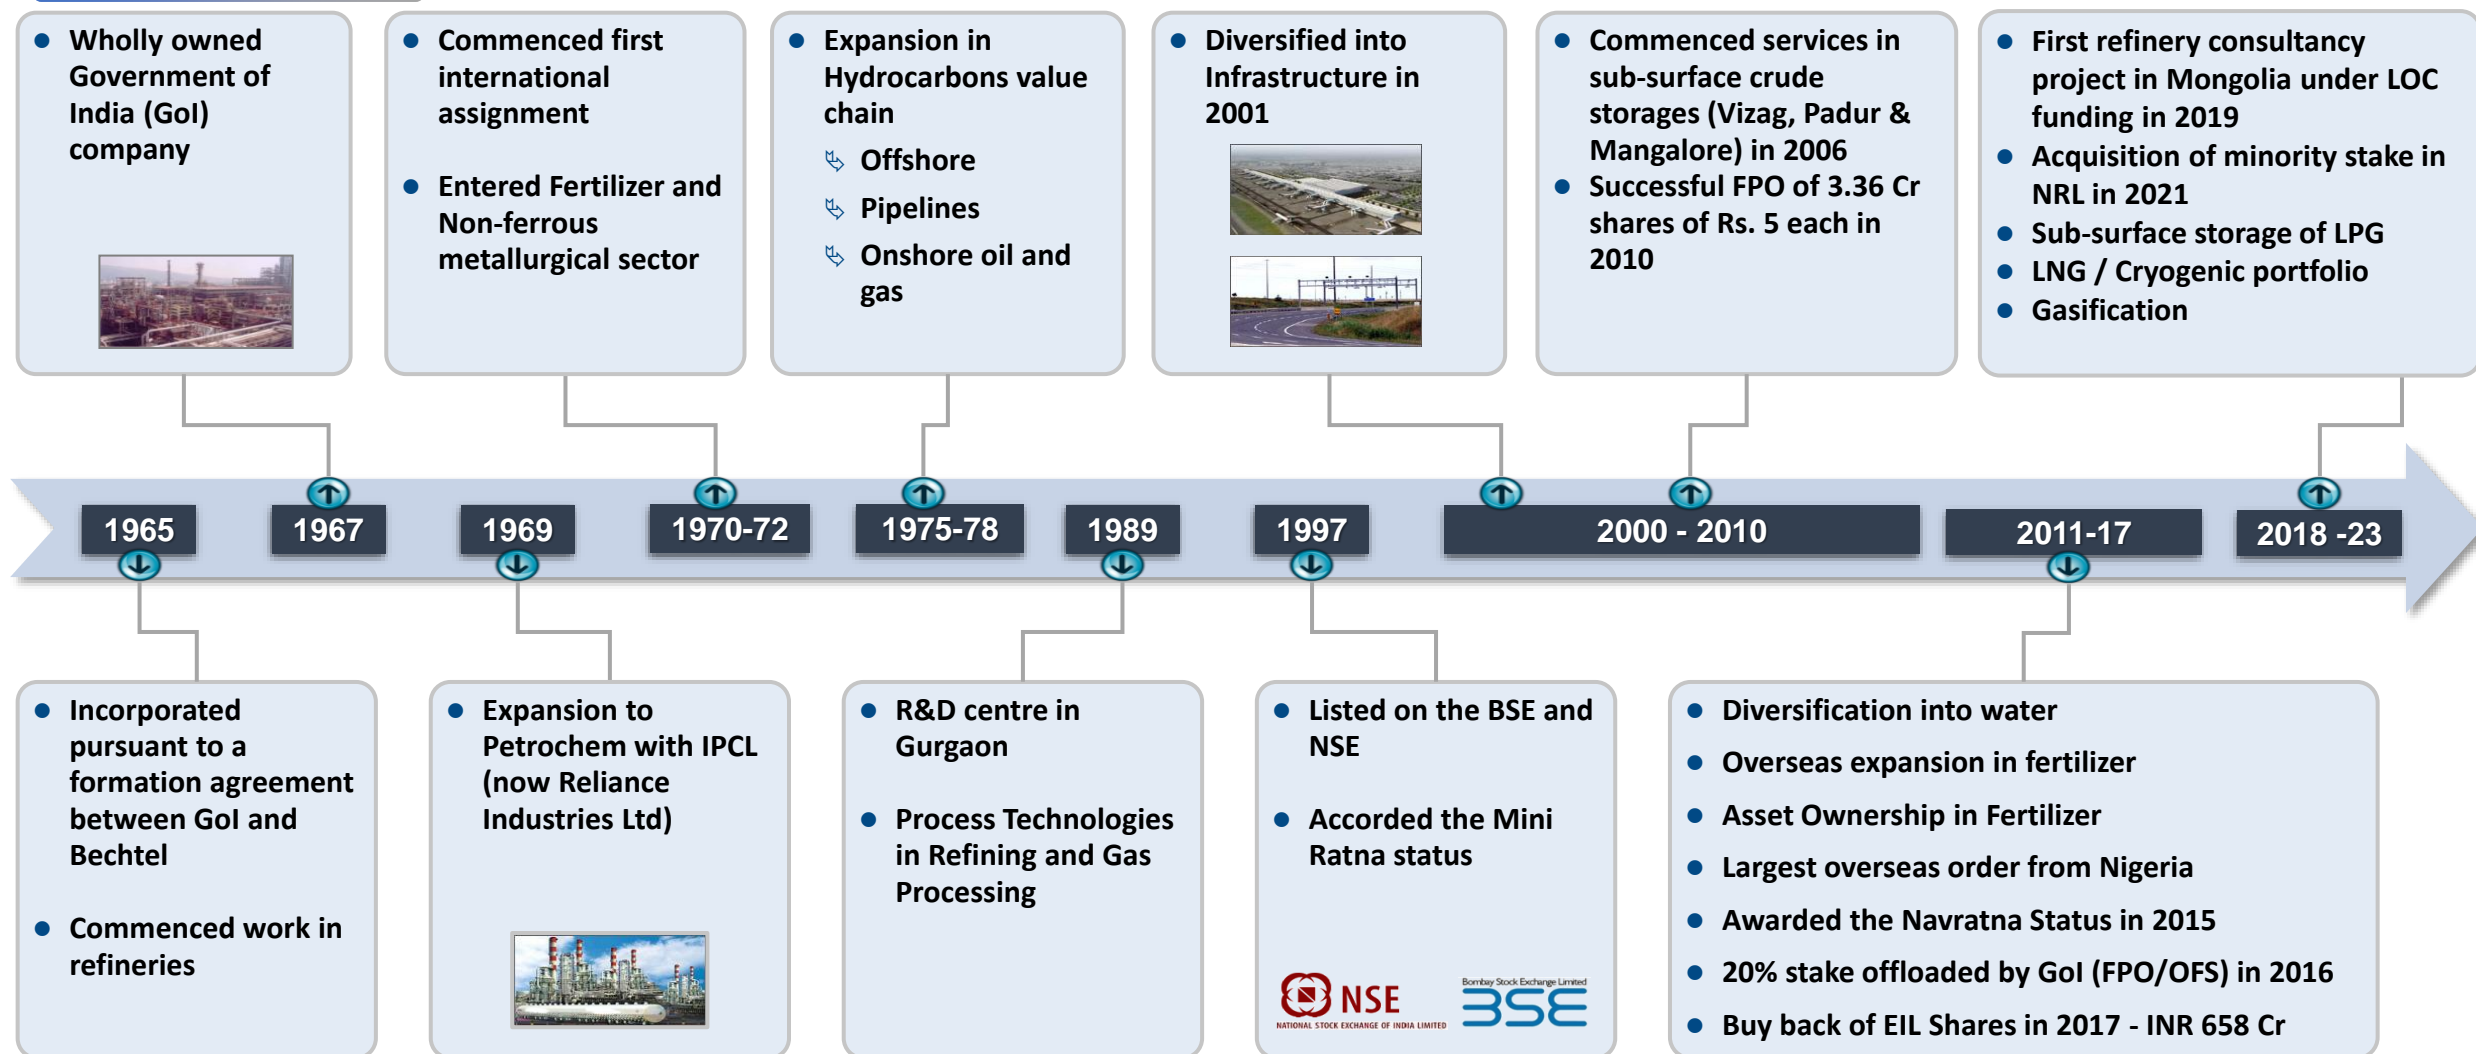 Wholly owned
Government of
India (GoI)
company
Commenced first
international
assignment
Entered Fertilizer and
Non-ferrous
metallurgical sector
Expansion in
Hydrocarbons value
chain
Offshore
Pipelines
Onshore oil and
gas
Diversified into
Infrastructure in
2001
Commenced services in
sub-surface crude
storages (Vizag, Padur &
Mangalore) in 2006
Successful FPO of 3.36 Cr
shares of Rs. 5 each in
2010
First refinery consultancy
project in Mongolia under LOC
funding in 2019
Acquisition of minority stake in
NRL in 2021
Sub-surface storage of LPG
LNG / Cryogenic portfolio
Gasification
1965
1967
1969
1970-72
1975-78
1989
1997
2000 - 2010
2011-17
2018 -23
Incorporated
pursuant to a
formation agreement
between GoI and
Bechtel
Commenced work in
refineries
Expansion to
Petrochem with IPCL
(now Reliance
Industries Ltd)
R&D centre in
Gurgaon
Process Technologies
in Refining and Gas
Processing
Listed on the BSE and
NSE
Accorded the Mini
Ratna status
NSE
NATIONAL STOCK EXCHANGE OF INDIA LIMITED
Bombay Stock Exchange Limited
BSE
Diversification into water
Overseas expansion in fertilizer
Asset Ownership in Fertilizer
Largest overseas order from Nigeria
Awarded the Navratna Status in 2015
20% stake offloaded by GoI (FPO/OFS) in 2016
Buy back of EIL Shares in 2017 - INR 658 Cr